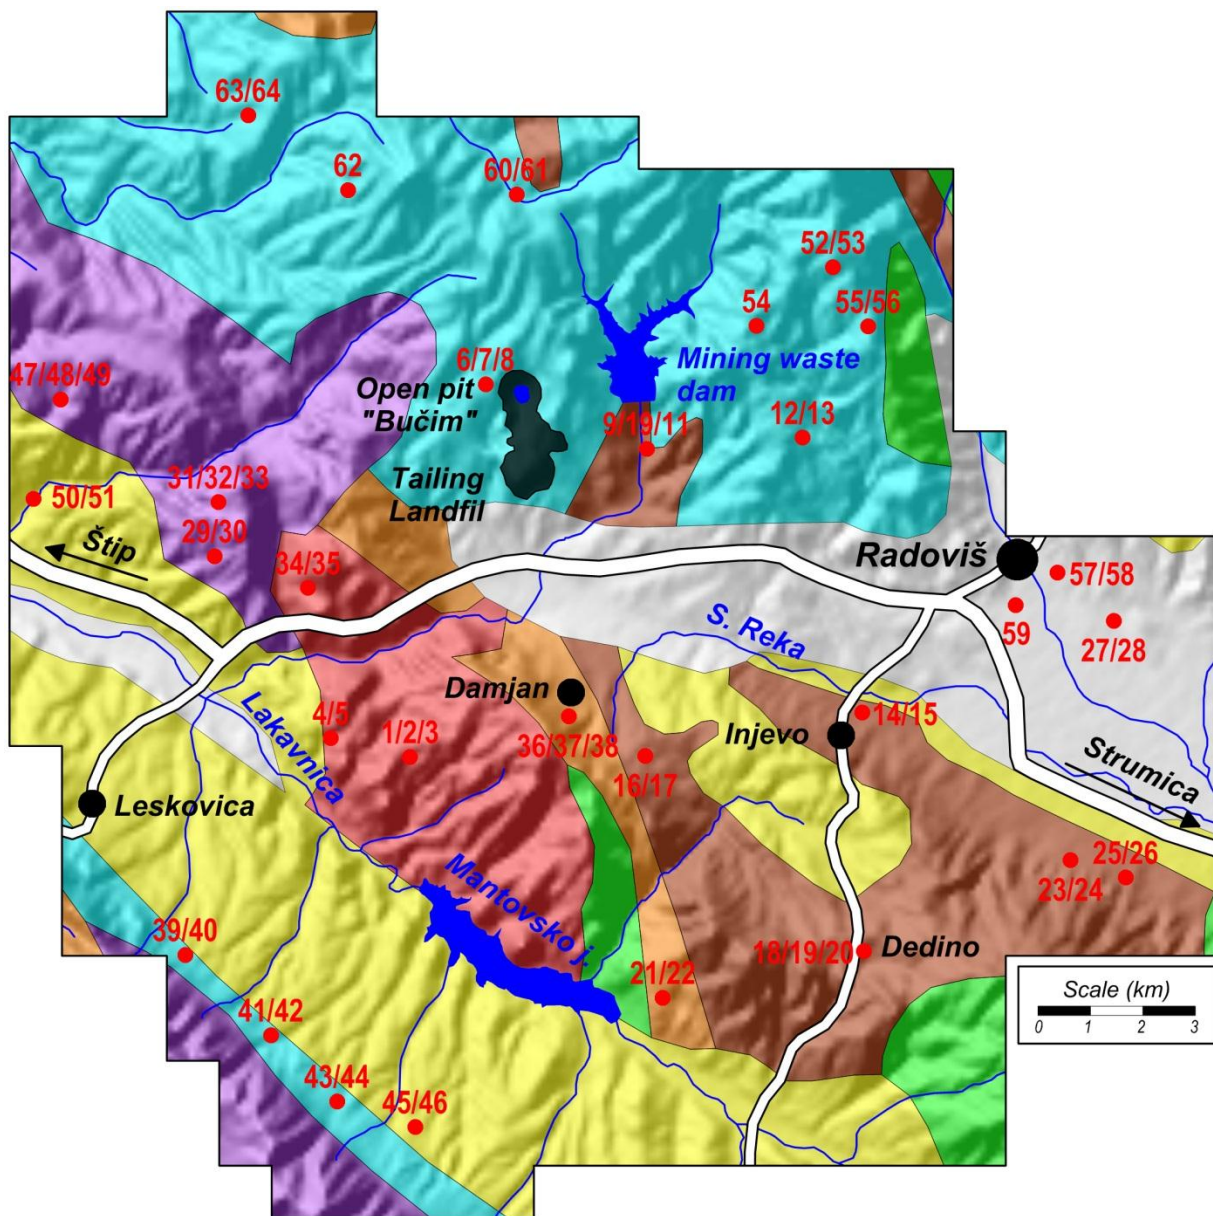 63/64
62
60/61
52/53
54
55/56
47/48/49
6/7/8
Open pit
"Bučim"
Mining waste
dam
9/19/11
12/13
Tailing
Landfil
31/32/33
50/51
29/30
Štip
34/35
Radoviš
57/58
59
27/28
S. Reka
Damjan
4/5
1/2/3
36/37/38
16/17
Injevo
14/15
Lakavnica
Strumica
Leskovica
25/26
23/24
Mantovsko j.
39/40
18/19/20
Dedino
21/22
41/42
Scale (km)
0 1 2 3
43/44
45/46